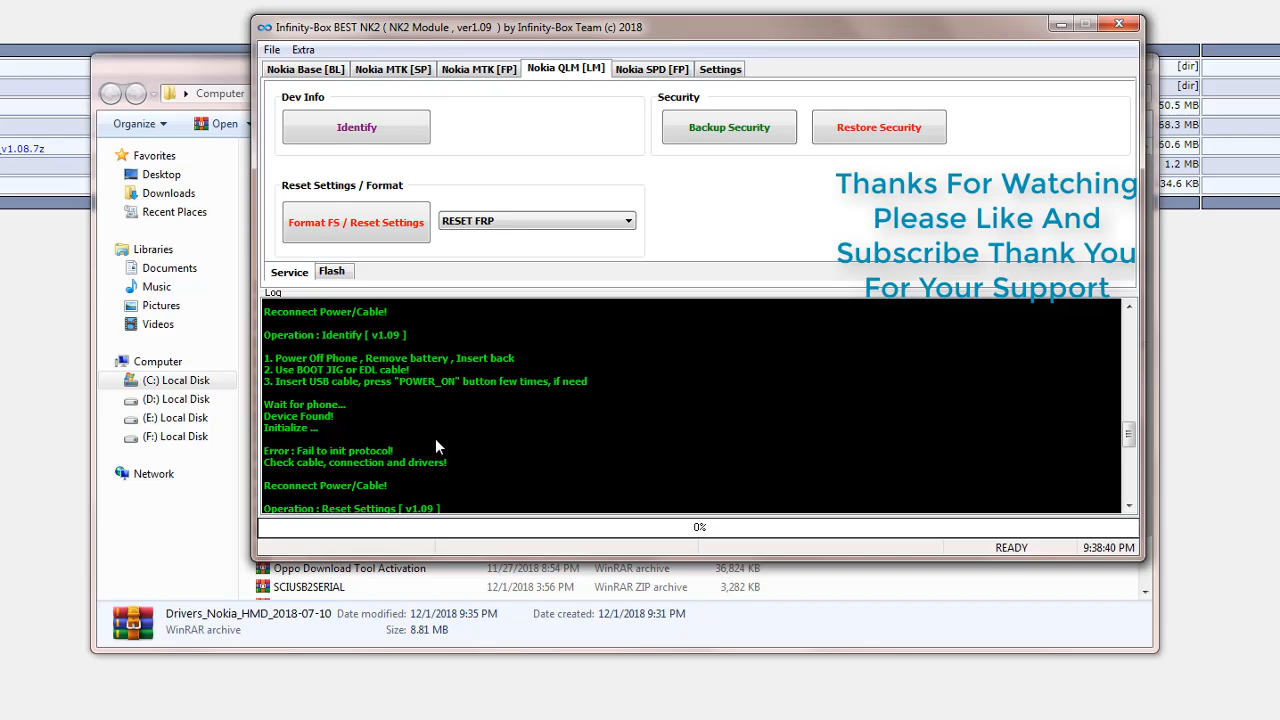 Infinity-Box BEST NK2 ( NK2 Module , ver1.09 ) by Infinity-Box Team (c) 2018
File Extra
Nokia Base [BL] Nokia MTK [SP] Nokia MTK [FP] Nokia QLM [LM] Nokia SPD [FP] Settings
Dev Info
Identify
Security
Backup Security Restore Security
Reset Settings / Format
Format FS / Reset Settings RESET FRP
Thanks For Watching
Please Like And
Subscribe Thank You
For Your Support
Service Flash
Log
Reconnect Power/Cable!
Operation : Identify [ v1.09 ]
1. Power Off Phone , Remove battery , Insert back
2. Use BOOT JIG or EDL cable!
3. Insert USB cable, press "POWER_ON" button few times, if need
Wait for phone...
Device Found!
Initialize ...
Error : Fail to init protocol!
Check cable, connection and drivers!
Reconnect Power/Cable!
Operation : Reset Settings [ v1.09 ]
0%
READY 9:38:40 PM
Computer
Organize Open
Favorites
Desktop
Downloads
Recent Places
Libraries
Documents
Music
Pictures
Videos
Computer
(C:) Local Disk
(D:) Local Disk
(E:) Local Disk
(F:) Local Disk
Network
Oppo Download Tool Activation 11/27/2018 8:54 PM WinRAR archive 36,824 KB
SCIUSB2SERIAL 12/1/2018 3:56 PM WinRAR ZIP archive 3,282 KB
Drivers_Nokia_HMD_2018-07-10 Date modified: 12/1/2018 9:35 PM Date created: 12/1/2018 9:31 PM
WinRAR archive Size: 8.81 MB
_v1.08.7z
[dir]
[dir]
50.5 MB
58.3 MB
50.6 MB
1.2 MB
34.6 KB